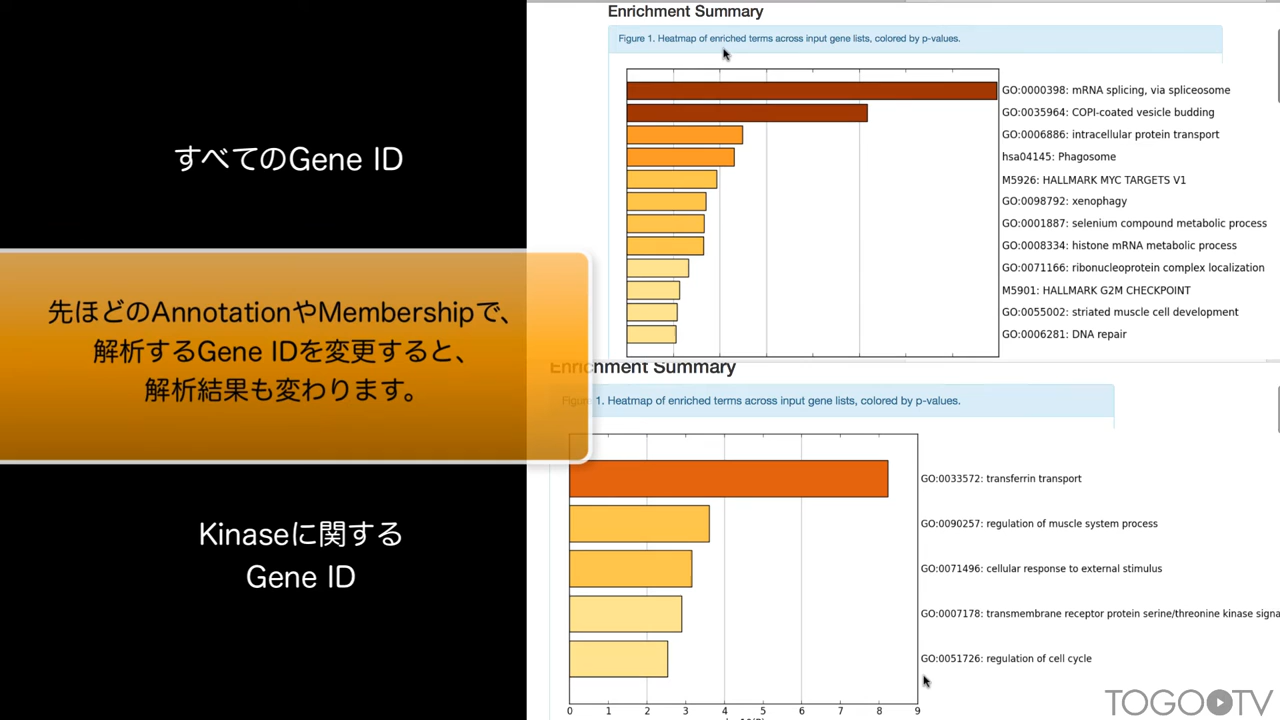 Enrichment Summary
Figure 1. Heatmap of enriched terms across input gene lists, colored by p-values.
GO:0000398: mRNA splicing, via spliceosome
GO:0035964: COPI-coated vesicle budding
GO:0006886: intracellular protein transport
hsa04145: Phagosome
M5926: HALLMARK MYC TARGETS V1
GO:0098792: xenophagy
GO:0001887: selenium compound metabolic process
GO:0008334: histone mRNA metabolic process
GO:0071166: ribonucleoprotein complex localization
M5901: HALLMARK G2M CHECKPOINT
GO:0055002: striated muscle cell development
GO:0006281: DNA repair
すべてのGene ID
先ほどのAnnotationやMembershipで、
解析するGene IDを変更すると、
解析結果も変わります。
Kinaseに関する
Gene ID
Enrichment Summary
Figure 1. Heatmap of enriched terms across input gene lists, colored by p-values.
GO:0033572: transferrin transport
GO:0090257: regulation of muscle system process
GO:0071496: cellular response to external stimulus
GO:0007178: transmembrane receptor protein serine/threonine kinase signa
GO:0051726: regulation of cell cycle
0 1 2 3 4 5 6 7 8 9
TOGOTV